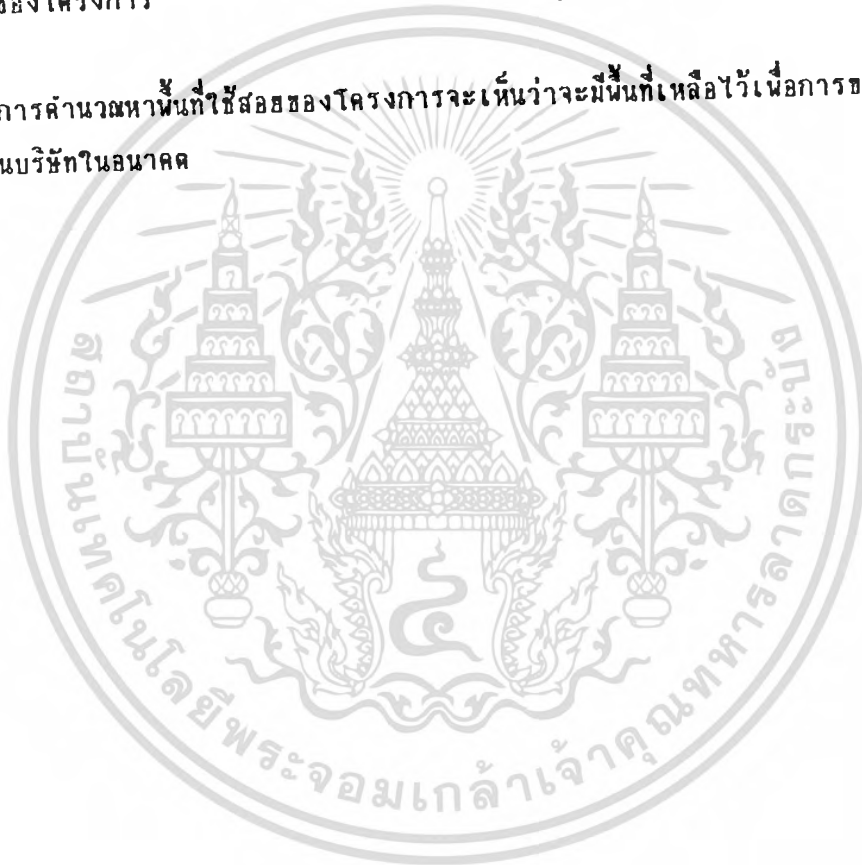 ของโครงการ
การคำนวณหาพื้นที่ใช้สอยของโครงการจะเห็นว่าจะมีพื้นที่เหลือไว้เพื่อการข
นบริษัทในอนาคต
สถาบันเทคโนโลยีพระจอมเกล้าเจ้าคุณทหารลาดกระบัง
๔